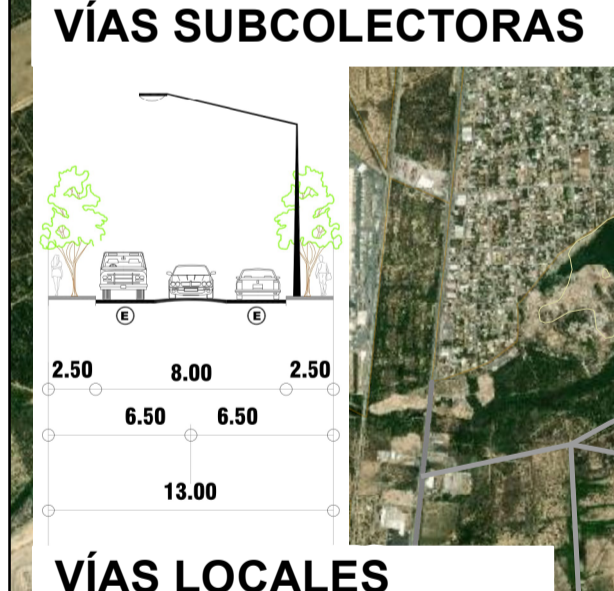 VÍAS SUBCOLECTORAS
E E
2.50 8.00 2.50
6.50 6.50
13.00
VÍAS LOCALES